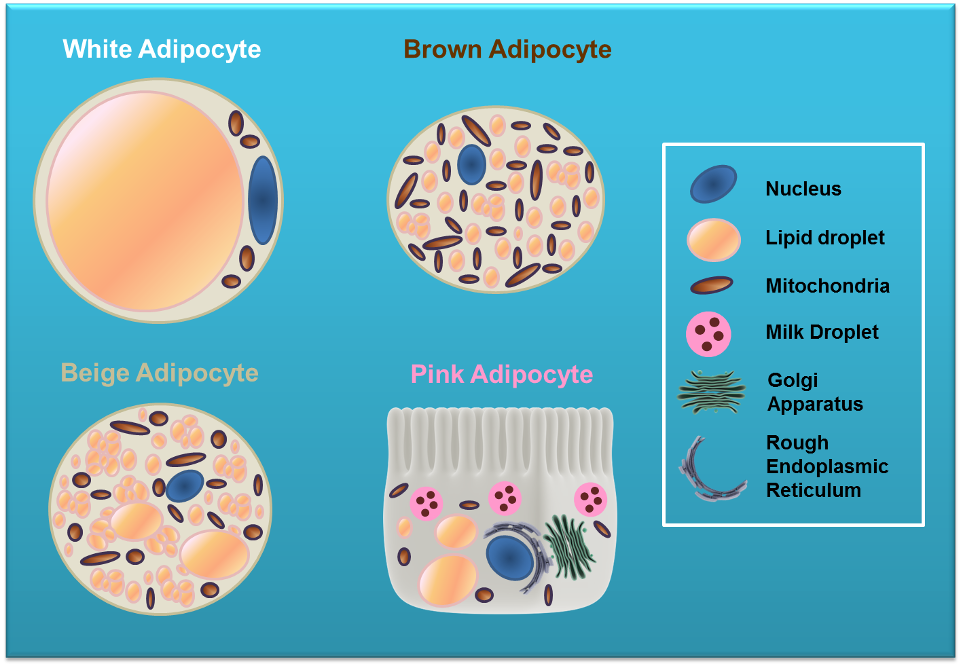 White Adipocyte
Brown Adipocyte
Beige Adipocyte
Pink Adipocyte
Nucleus
Lipid droplet
Mitochondria
Milk Droplet
Golgi
Apparatus
Rough
Endoplasmic
Reticulum